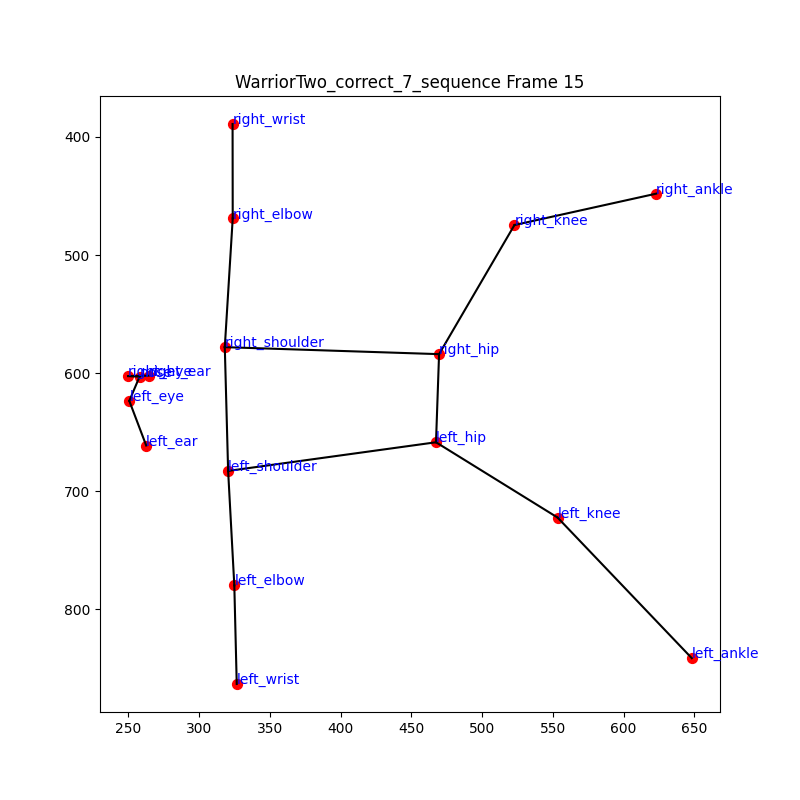 WarriorTwo_correct_7_sequence Frame 15
400
right_wrist
right_ankle
right_elbow
right_knee
500
right_shoulder
right_hip
600
right_ear
left_eye
left_ear
left_hip
left_shoulder
700
left_knee
left_elbow
800
left_ankle
left_wrist
250 300 350 400 450 500 550 600 650